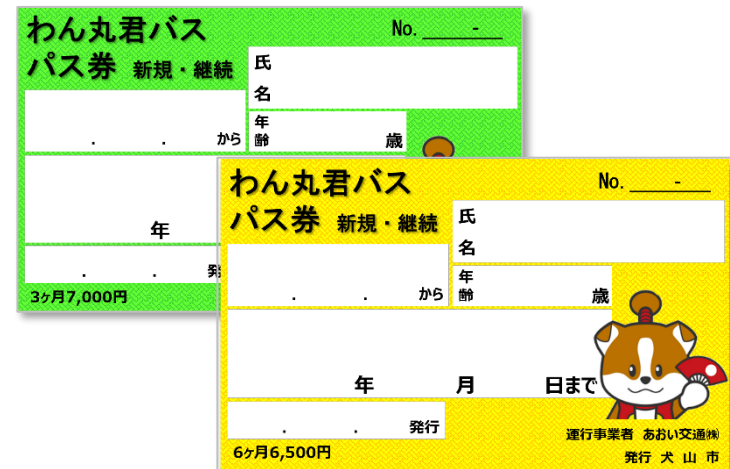 わん丸君バス
No. -
パス券 新規・継続
氏
名
. . から
年
齢 歳
年
. .
3ヶ月7,000円
わん丸君バス
No. -
パス券 新規・継続
氏
名
. . から
年
齢 歳
年 月 日まで
. . 発行
運行事業者 あおい交通㈱
6ヶ月6,500円
発行 犬 山 市